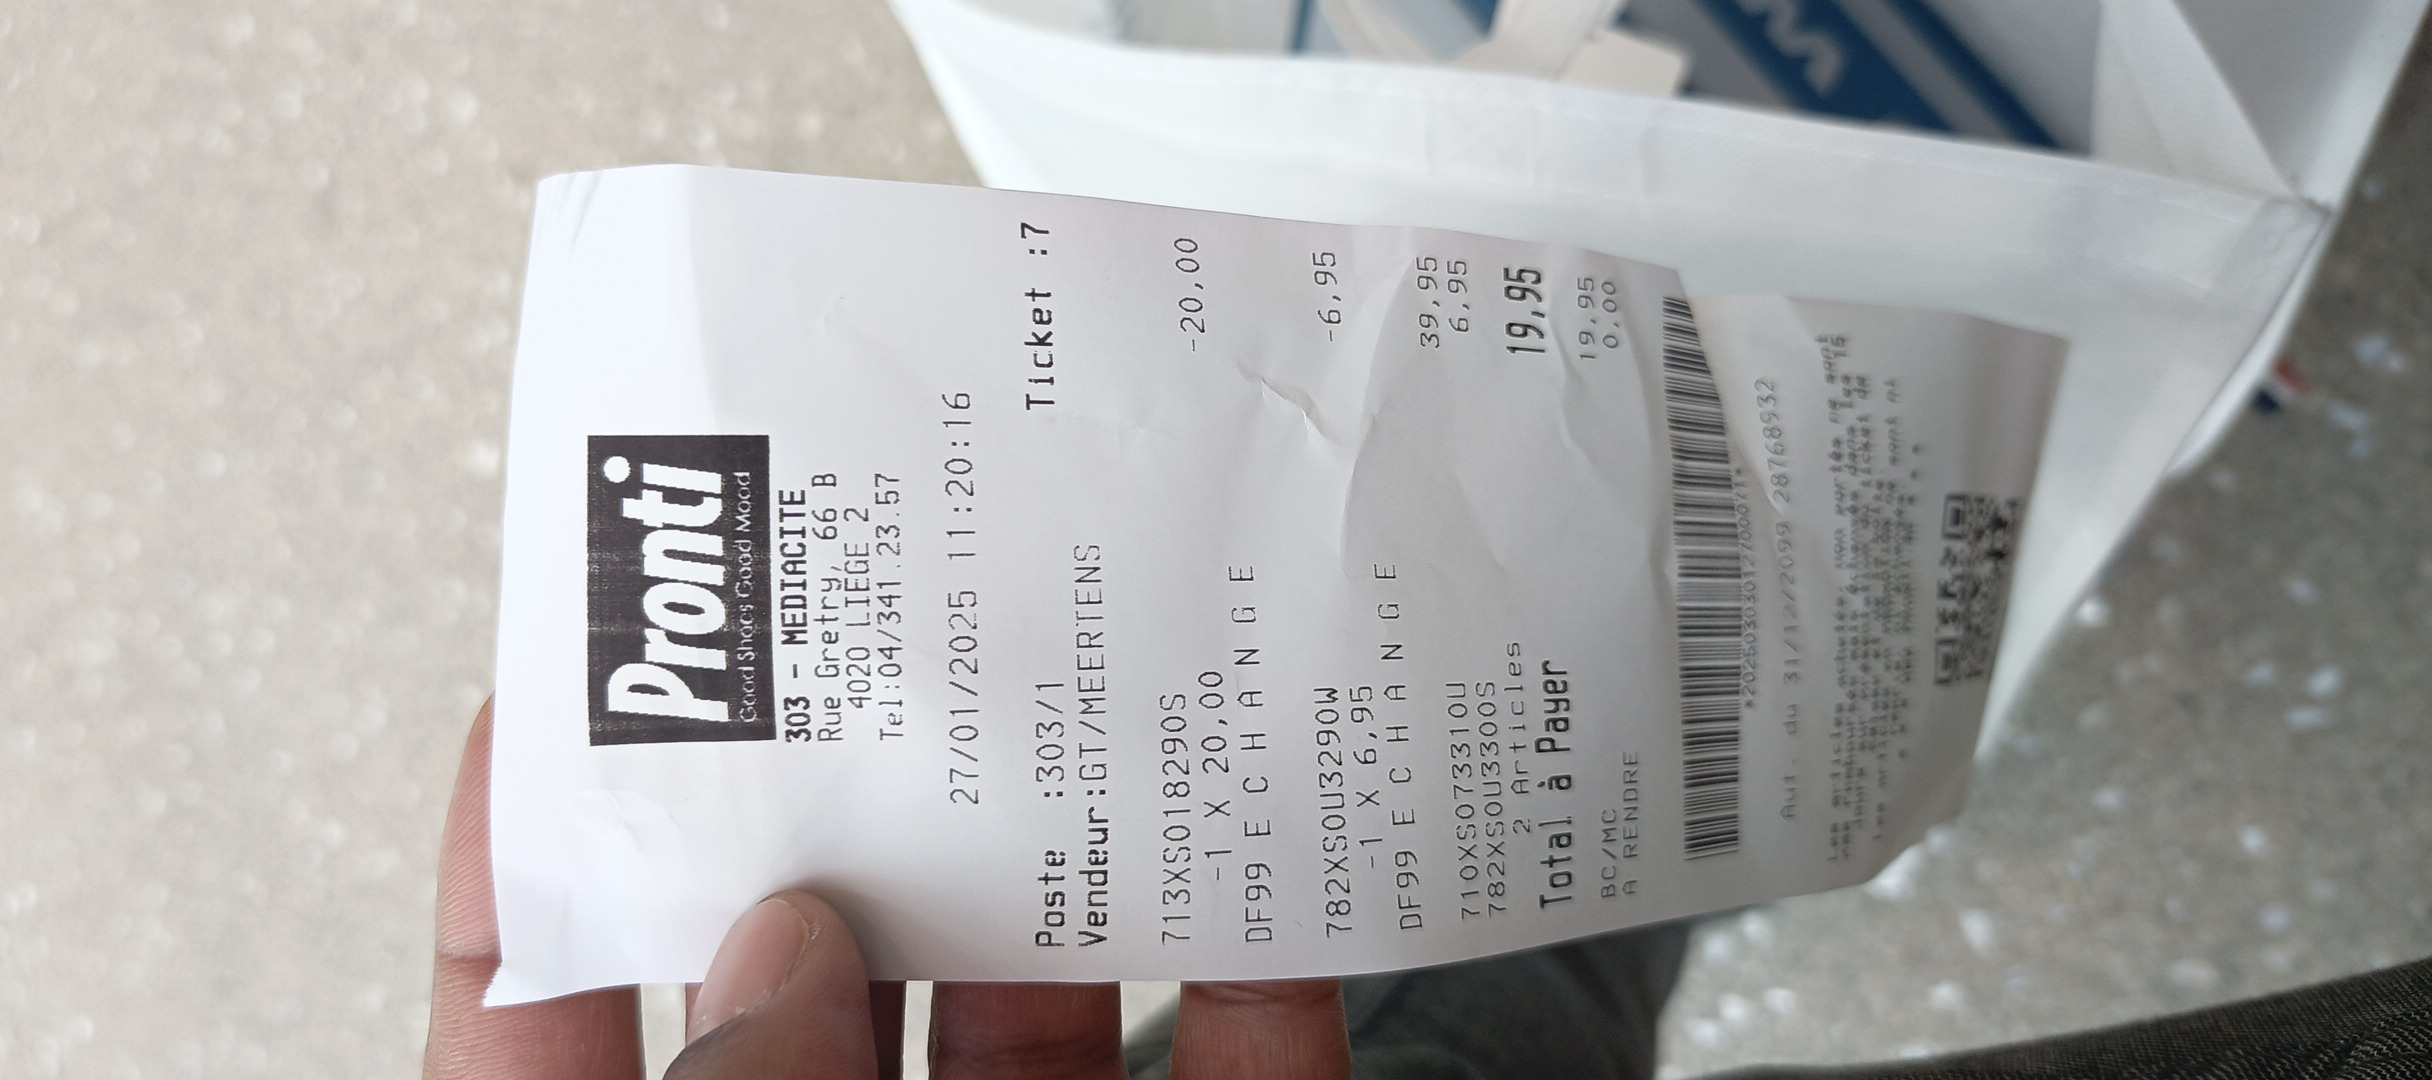 Pronti
Good Shoes Good Mood
303 - MEDIACITE
Rue Gretry, 66 B
4020 LIEGE 2
Tel:04/341.23.57
27/01/2025 11:20:16
Poste :303/1 Ticket :7
Vendeur:GT/MEERTENS
713XS018290S
-1 X 20,00 -20,00
DF99 E C H A N G E
782XS0U3290W
-1 X 6,95 -6,95
DF99 E C H A N G E
710XS073310U 39,95
782XS0U3300S 6,95
2 Articles
Total à Payer 19,95
BC/MC 19,95
A RENDRE 0,00
Aut. du 31/12/2099 287668932